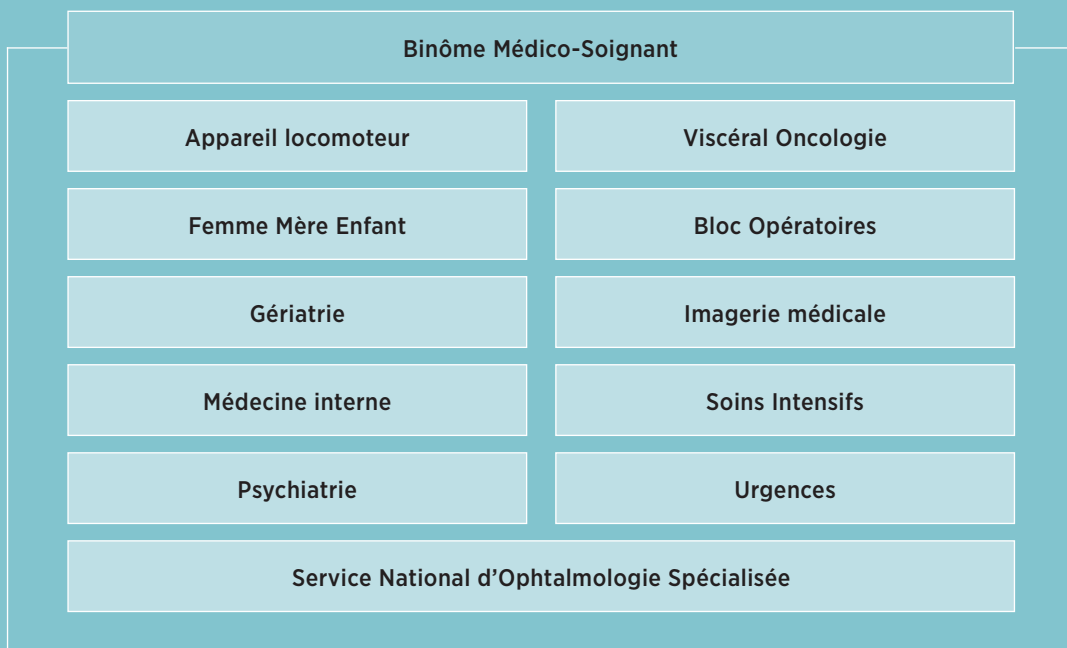 Binôme Médico-Soignant
Appareil locomoteur
Viscéral Oncologie
Femme Mère Enfant
Bloc Opératoires
Gériatrie
Imagerie médicale
Médecine interne
Soins Intensifs
Psychiatrie
Urgences
Service National d’Ophtalmologie Spécialisée